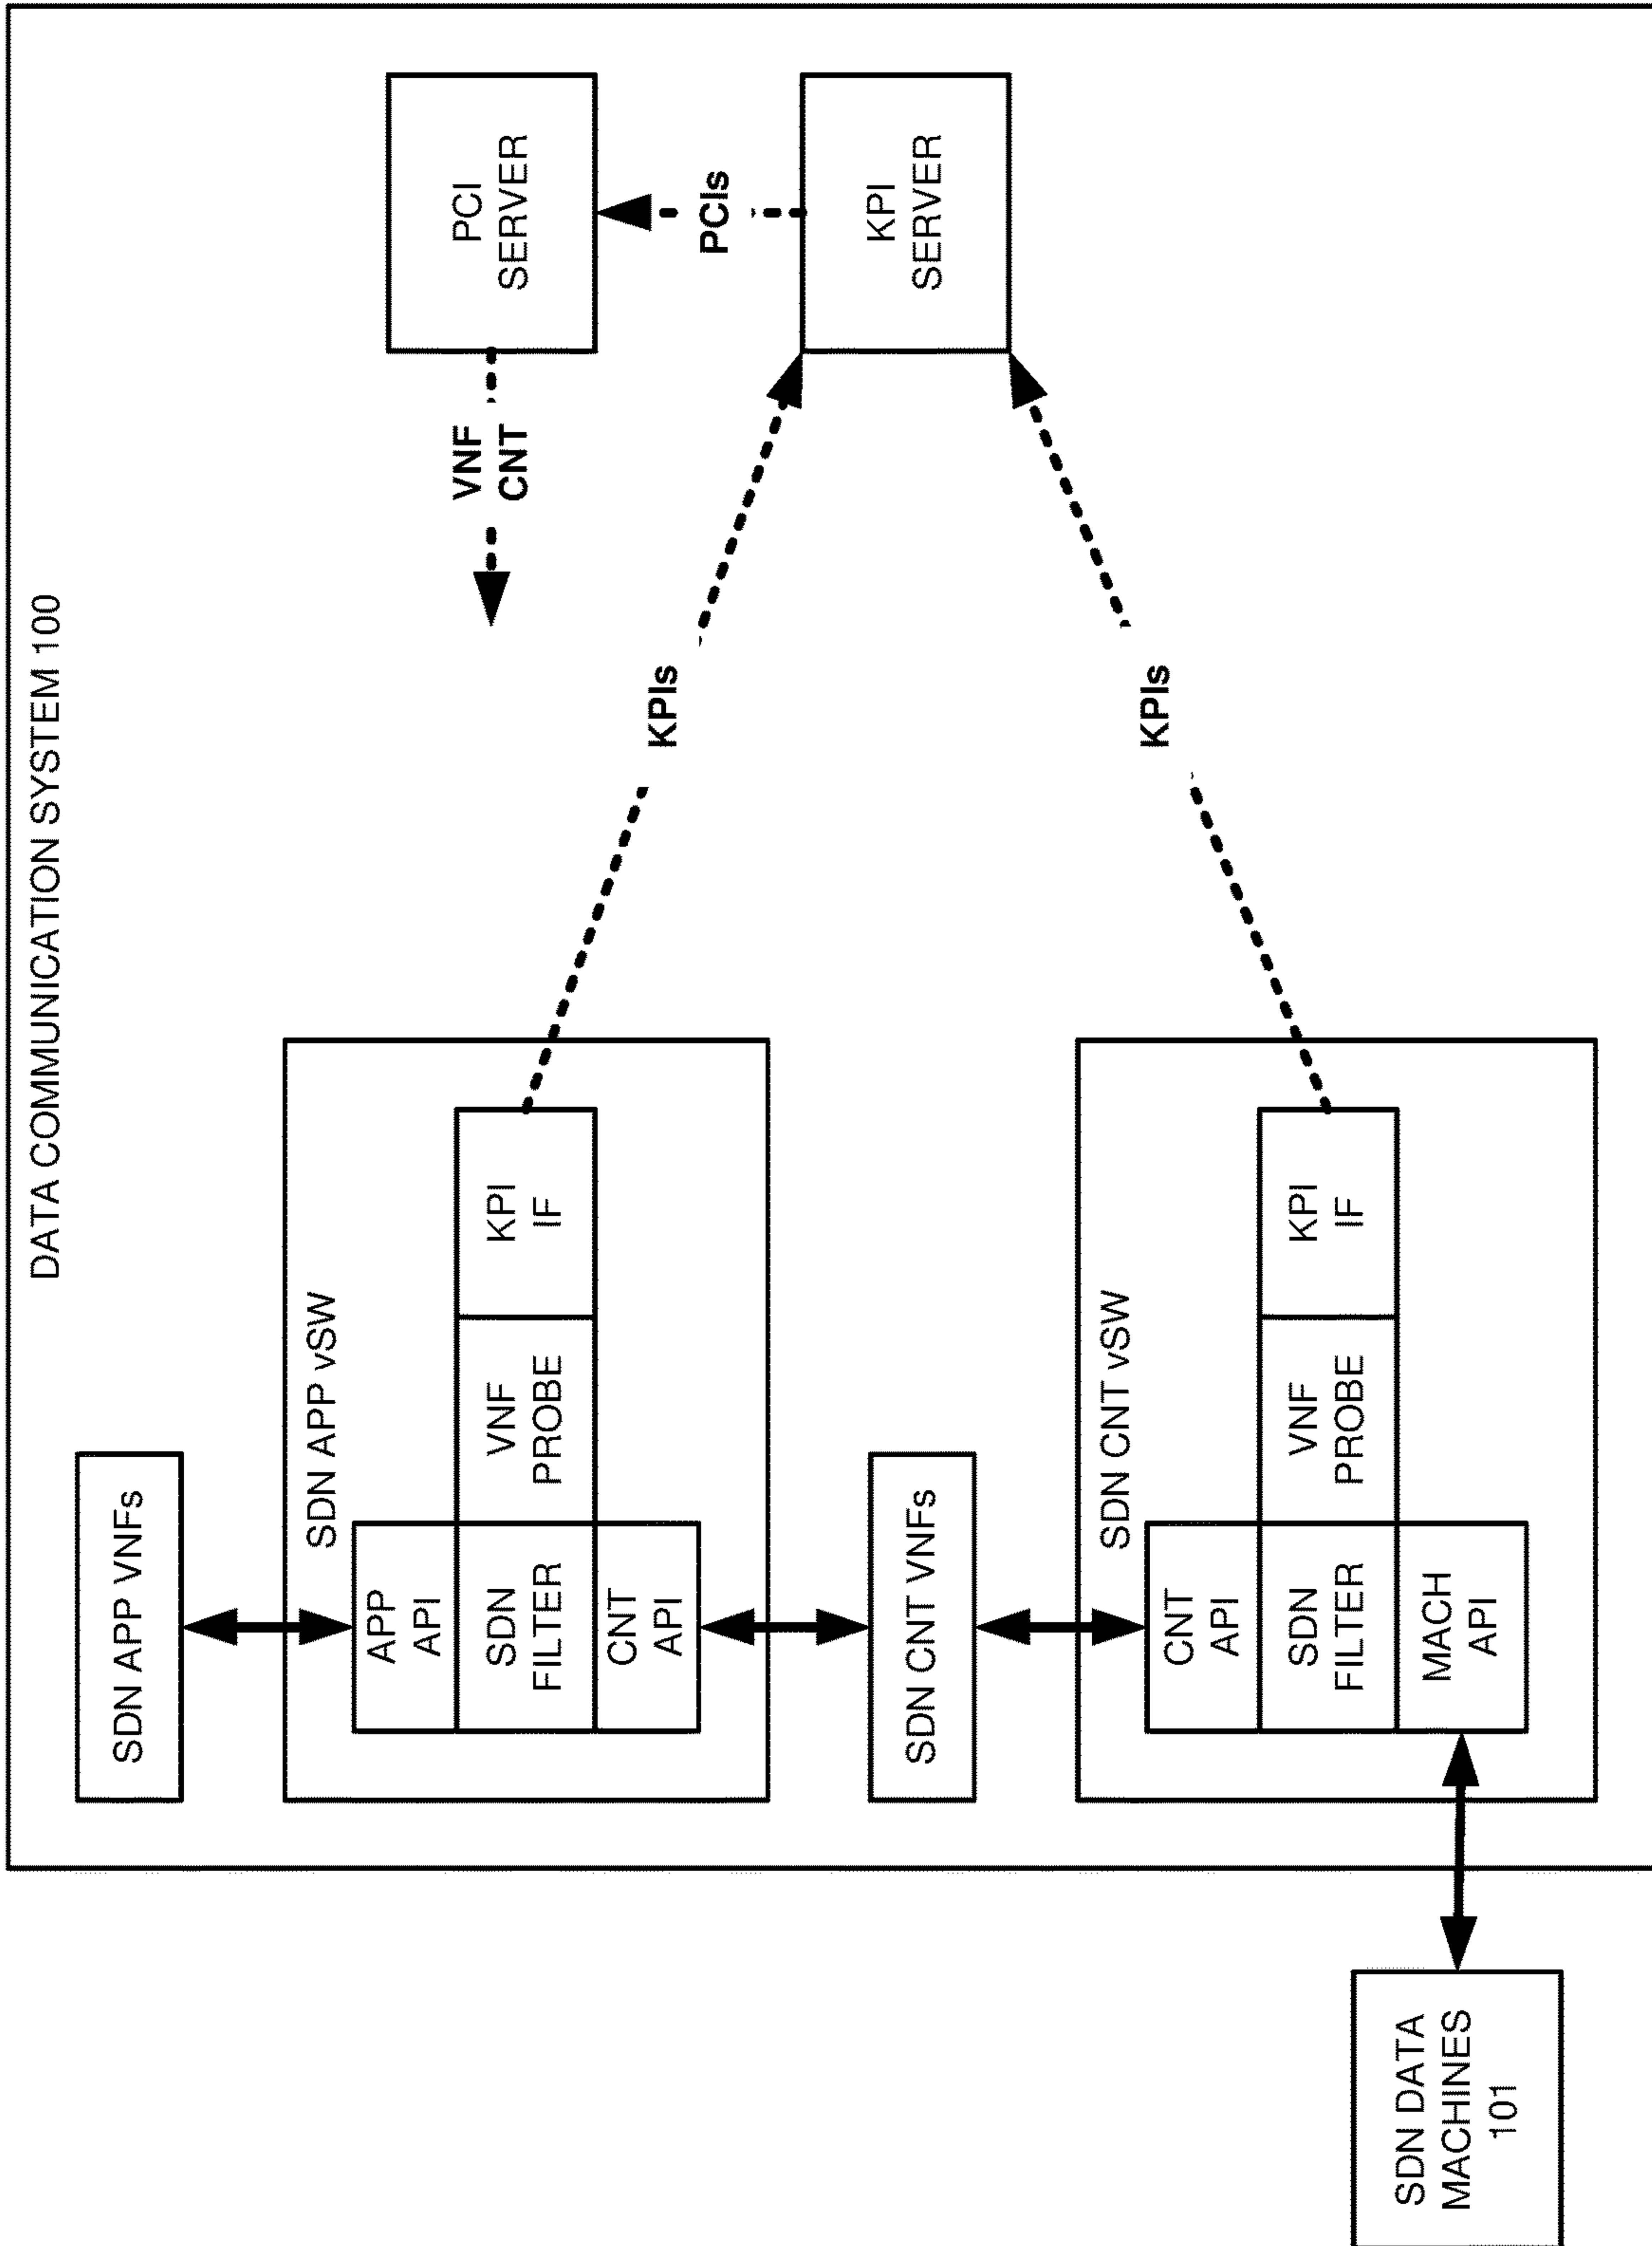 DATA COMMUNICATION SYSTEM 100
SDN APP VNFs
SDN APP vSW
APP
API
SDN
FILTER
CNT
API
VNF
PROBE
KPI
IF
KPIs
VNF
CNT
PCI
SERVER
PCIs
KPI
SERVER
SDN CNT VNFs
SDN CNT vSW
CNT
API
SDN
FILTER
MACH
API
VNF
PROBE
KPI
IF
KPIs
SDN DATA
MACHINES
101